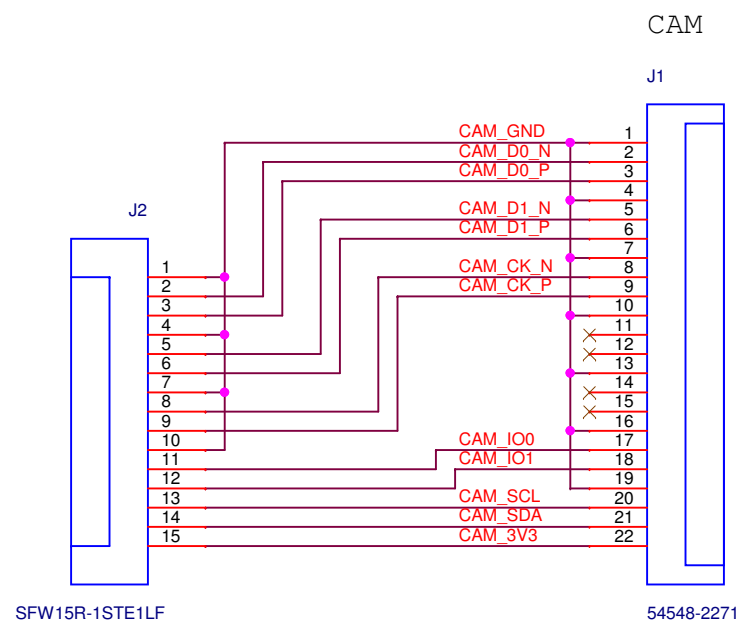 CAM
J1
CAM_GND
CAM_D0_N
CAM_D0_P
CAM_D1_N
CAM_D1_P
CAM_CK_N
CAM_CK_P
CAM_IO0
CAM_IO1
CAM_SCL
CAM_SDA
CAM_3V3
1
2
3
4
5
6
7
8
9
10
11
12
13
14
15
16
17
18
19
20
21
22
54548-2271
J2
1
2
3
4
5
6
7
8
9
10
11
12
13
14
15
SFW15R-1STE1LF